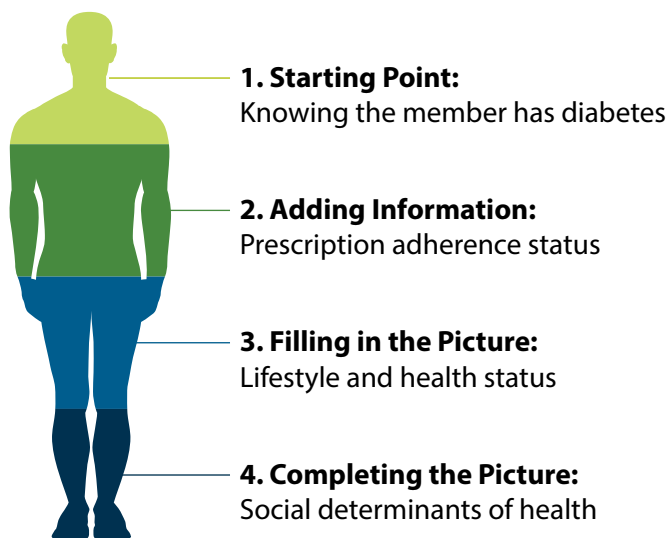 1. Starting Point:
Knowing the member has diabetes
2. Adding Information:
Prescription adherence status
3. Filling in the Picture:
Lifestyle and health status
4. Completing the Picture:
Social determinants of health